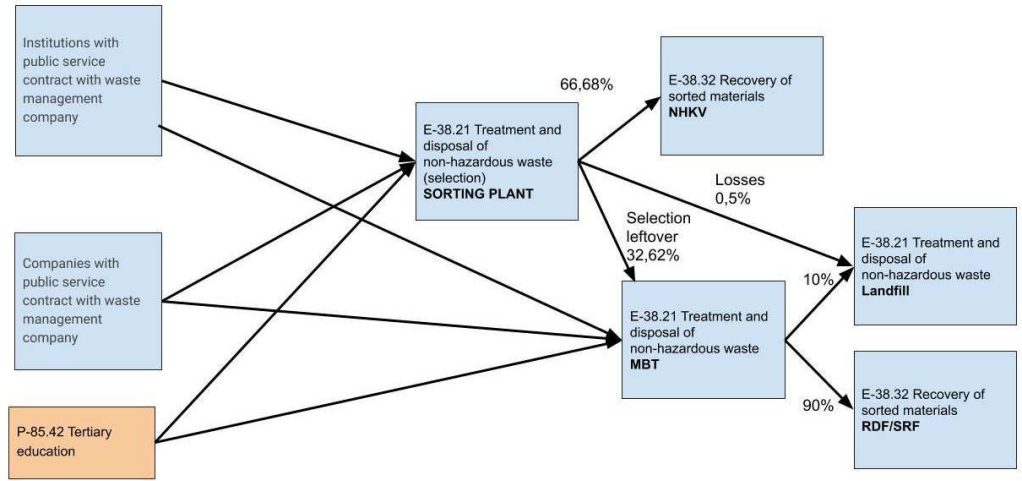 Institutions with
public service
contract with waste
management
company
66,68%
E-38.32 Recovery of
sorted materials
NHKV
E-38.21 Treatment and
disposal of
non-hazardous waste
(selection)
SORTING PLANT
Losses
0,5%
Selection
leftover
32,62%
Companies with
public service
contract with waste
management
company
E-38.21 Treatment and
disposal of
non-hazardous waste
Landfill
10%
E-38.21 Treatment and
disposal of
non-hazardous waste
MBT
90%
E-38.32 Recovery of
sorted materials
RDF/SRF
P-85.42 Tertiary
education